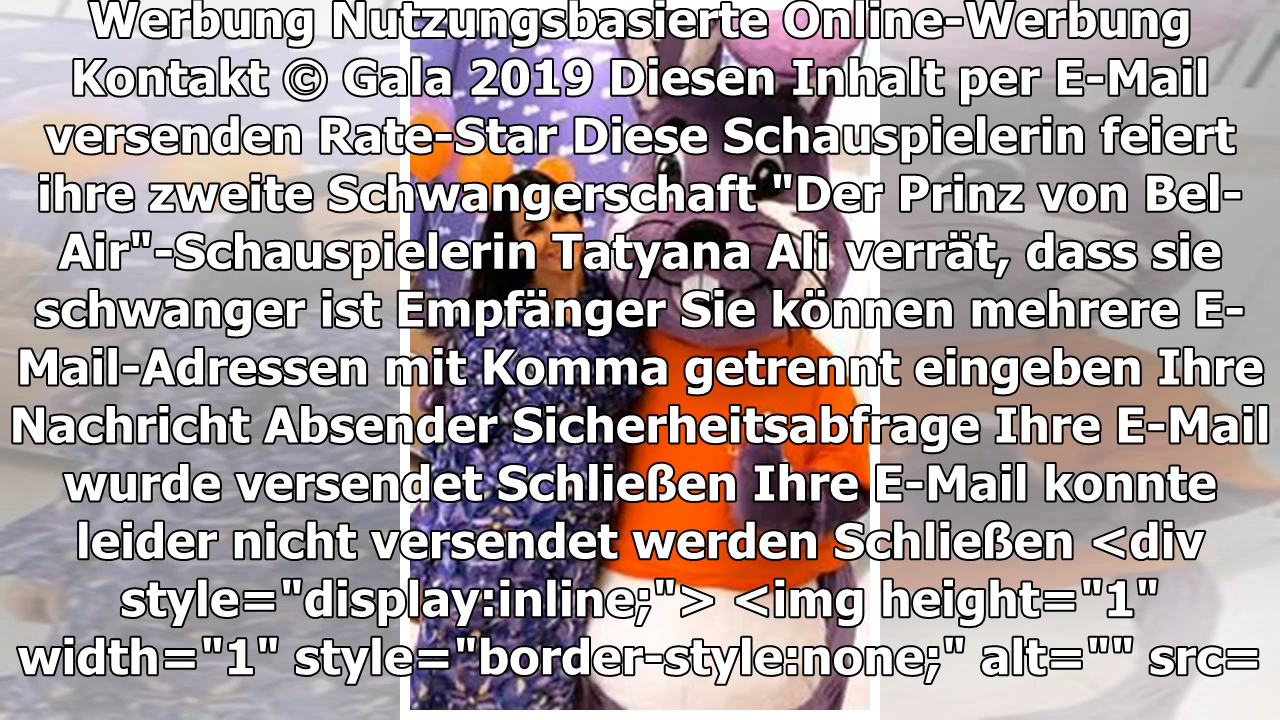 Werbung Nutzungsbasierte Online-Werbung
Kontakt © Gala 2019 Diesen Inhalt per E-Mail
versenden Rate-Star Diese Schauspielerin feiert
ihre zweite Schwangerschaft "Der Prinz von Bel-
Air"-Schauspielerin Tatyana Ali verrät, dass sie
schwanger ist Empfänger Sie können mehrere E-
Mail-Adressen mit Komma getrennt eingeben Ihre
Nachricht Absender Sicherheitsabfrage Ihre E-Mail
wurde versendet Schließen Ihre E-Mail konnte
leider nicht versendet werden Schließen <div
style="display:inline;"> <img height="1"
width="1" style="border-style:none;" alt="" src=